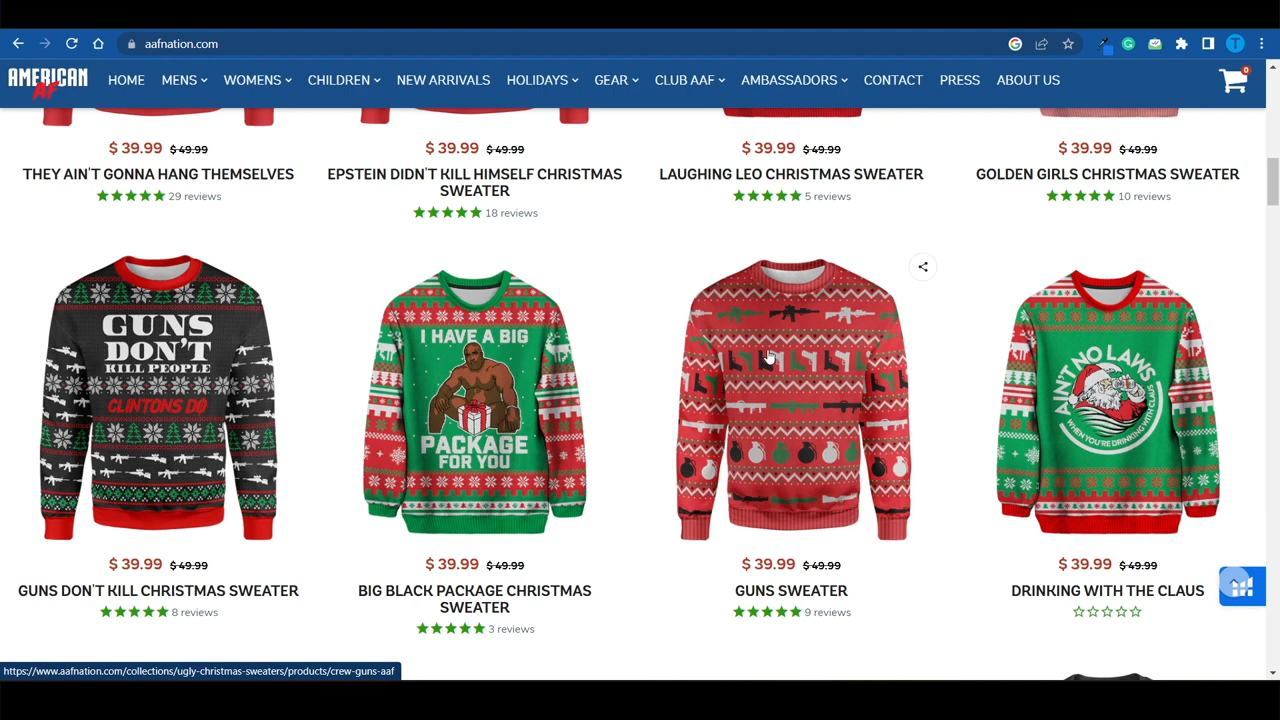 aafnation.com
AMERICAN
AF
HOME
MENS
WOMENS
CHILDREN
NEW ARRIVALS
HOLIDAYS
GEAR
CLUB AAF
AMBASSADORS
CONTACT
PRESS
ABOUT US
0
$ 39.99 $ 49.99
THEY AIN'T GONNA HANG THEMSELVES
29 reviews
$ 39.99 $ 49.99
EPSTEIN DIDN'T KILL HIMSELF CHRISTMAS
SWEATER
18 reviews
$ 39.99 $ 49.99
LAUGHING LEO CHRISTMAS SWEATER
5 reviews
$ 39.99 $ 49.99
GOLDEN GIRLS CHRISTMAS SWEATER
10 reviews
GUNS
DON'T
KILL PEOPLE
CLINTONS DO
$ 39.99 $ 49.99
GUNS DON'T KILL CHRISTMAS SWEATER
8 reviews
I HAVE A BIG
PACKAGE
FOR YOU
$ 39.99 $ 49.99
BIG BLACK PACKAGE CHRISTMAS
SWEATER
3 reviews
$ 39.99 $ 49.99
GUNS SWEATER
9 reviews
AIN'T NO LAWS
WHEN YOU'RE DRINKING WITH CLAUS
$ 39.99 $ 49.99
DRINKING WITH THE CLAUS
https://www.aafnation.com/collections/ugly-christmas-sweaters/products/crew-guns-aaf